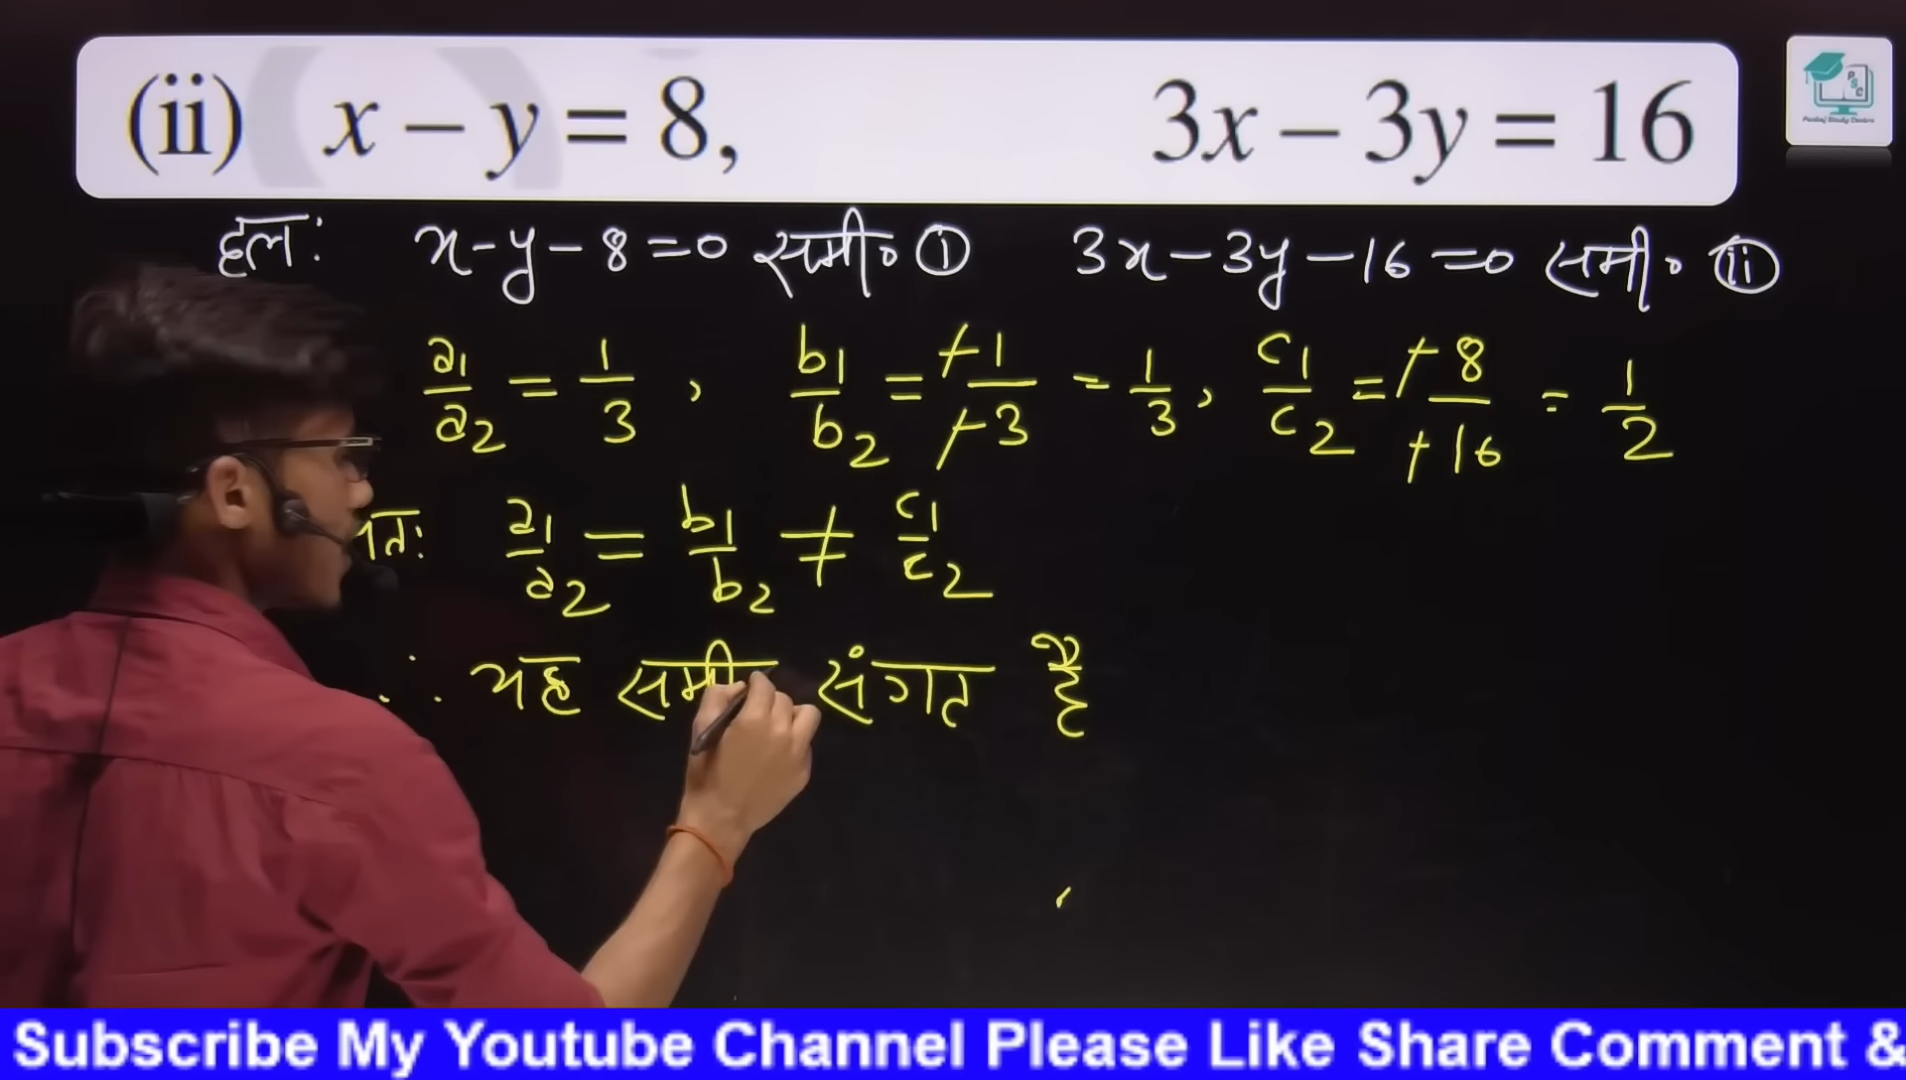 (ii) x – y = 8, 3x – 3y = 16
हल: x - y - 8 = 0 समी० ⓘ 3x - 3y - 16 = 0 समी० ⓘⓘ
a1/a2 = 1/3 , b1/b2 = -1/-3 = 1/3 , c1/c2 = -8/+16 = 1/2
अतः a1/a2 = b1/b2 ≠ c1/c2
∴ यह समी० संगत है
Subscribe My Youtube Channel Please Like Share Comment &